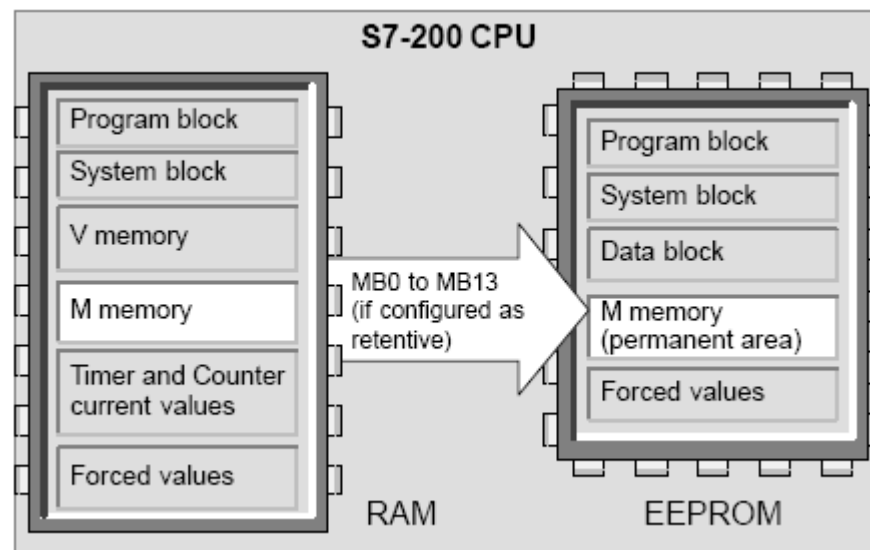 S7-200 CPU
Program block
System block
V memory
M memory
Timer and Counter
current values
Forced values
RAM
MB0 to MB13
(if configured as
retentive)
Program block
System block
Data block
M memory
(permanent area)
Forced values
EEPROM